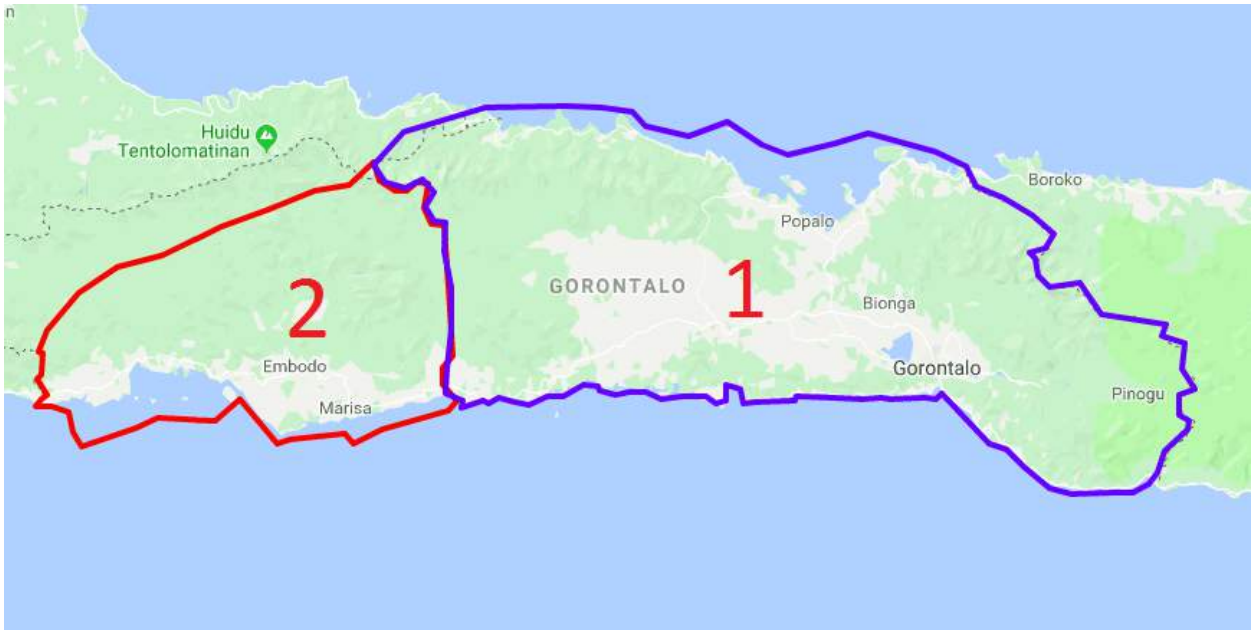 n
Huidu
Tentolomatinan
Boroko
Popalo
GORONTALO
1
2
Bionga
Embodo
Gorontalo
Marisa
Pinogu